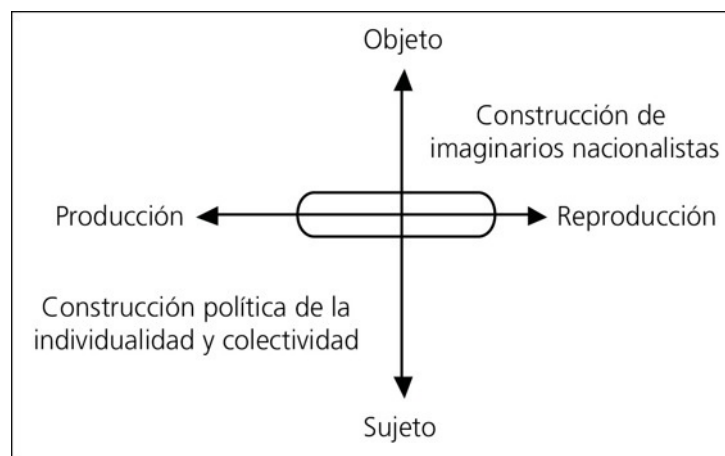 Objeto
Construcción de
imaginarios nacionalistas
Producción
Reproducción
Construcción política de la
individualidad y colectividad
Sujeto